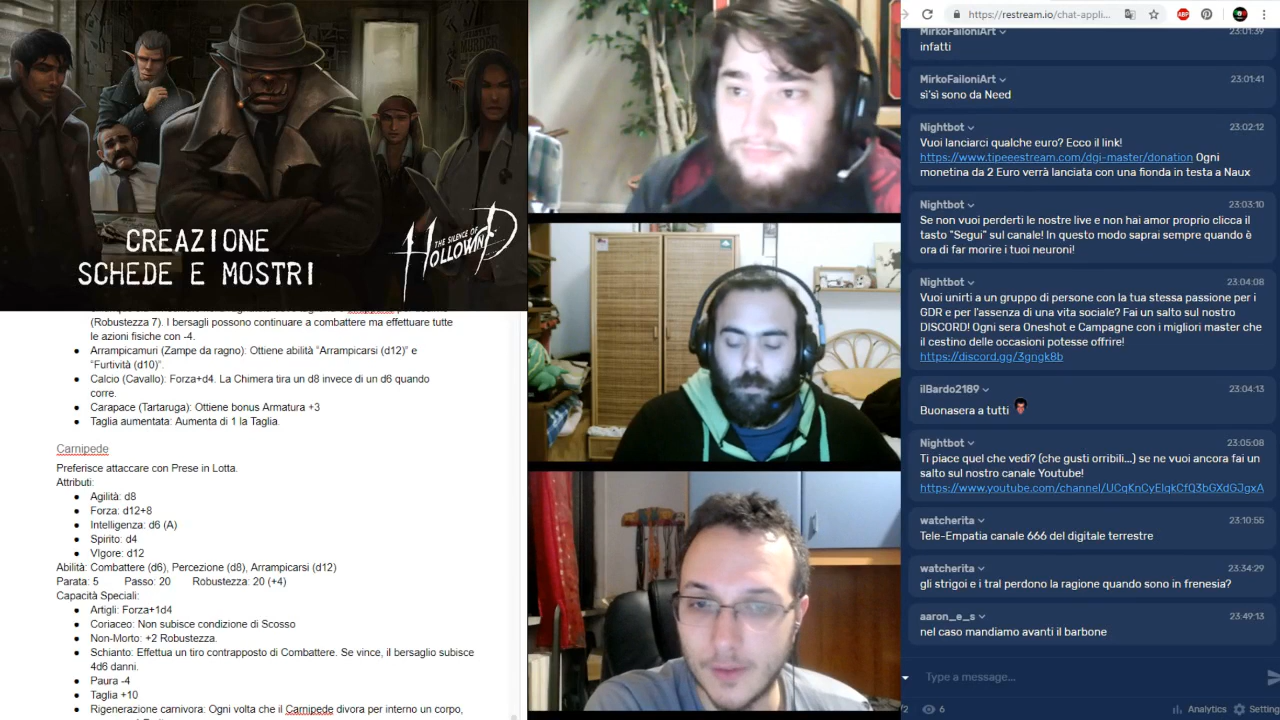 CREAZIONE
SCHEDE E MOSTRI
THE SILENCE OF
HOLLOWIND
(Robustezza 7). I bersagli possono continuare a combattere ma effettuare tutte
le azioni fisiche con -4.
● Arrampicamuri (Zampe da ragno): Ottiene abilità "Arrampicarsi (d12)" e
"Furtività (d10)".
● Calcio (Cavallo): Forza+d4. La Chimera tira un d8 invece di un d6 quando
corre.
● Carapace (Tartaruga): Ottiene bonus Armatura +3
● Taglia aumentata: Aumenta di 1 la Taglia.
Carnipede
Preferisce attaccare con Prese in Lotta.
Attributi:
● Agilità: d8
● Forza: d12+8
● Intelligenza: d6 (A)
● Spirito: d4
● VIgore: d12
Abilità: Combattere (d6), Percezione (d8), Arrampicarsi (d12)
Parata: 5 Passo: 20 Robustezza: 20 (+4)
Capacità Speciali:
● Artigli: Forza+1d4
● Coriaceo: Non subisce condizione di Scosso
● Non-Morto: +2 Robustezza.
● Schianto: Effettua un tiro contrapposto di Combattere. Se vince, il bersaglio subisce
4d6 danni.
● Paura -4
● Taglia +10
● Rigenerazione carnivora: Ogni volta che il Carnipede divora per interno un corpo,
https://restream.io/chat-appli...
ABP
MirkoFailoniArt 23:01:39
infatti
MirkoFailoniArt 23:01:41
sì'sì sono da Need
Nightbot 23:02:12
Vuoi lanciarci qualche euro? Ecco il link!
https://www.tipeeestream.com/dgi-master/donation Ogni
monetina da 2 Euro verrà lanciata con una fionda in testa a Naux
Nightbot 23:03:10
Se non vuoi perderti le nostre live e non hai amor proprio clicca il
tasto "Segui" sul canale! In questo modo saprai sempre quando è
ora di far morire i tuoi neuroni!
Nightbot 23:04:08
Vuoi unirti a un gruppo di persone con la tua stessa passione per i
GDR e per l'assenza di una vita sociale? Fai un salto sul nostro
DISCORD! Ogni sera Oneshot e Campagne con i migliori master che
il cestino delle occasioni potesse offrire!
https://discord.gg/3gngk8b
ilBardo2189 23:04:13
Buonasera a tutti
Nightbot 23:05:08
Ti piace quel che vedi? (che gusti orribili...) se ne vuoi ancora fai un
salto sul nostro canale Youtube!
https://www.youtube.com/channel/UCqKnCyElqkCfQ3bGXdGJgxA
watcherita 23:10:55
Tele-Empatia canale 666 del digitale terrestre
watcherita 23:34:29
gli strigoi e i tral perdono la ragione quando sono in frenesia?
aaron_e_s 23:49:13
nel caso mandiamo avanti il barbone
Type a message...
6 Analytics Setting